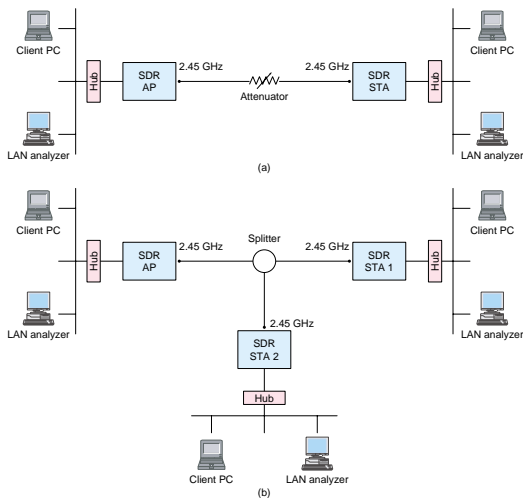 Client PC
Hub
SDR
AP
2.45 GHz
Attenuator
2.45 GHz
SDR
STA
Hub
Client PC
LAN analyzer
LAN analyzer
(a)
Client PC
Hub
SDR
AP
2.45 GHz
Splitter
2.45 GHz
SDR
STA 1
Hub
Client PC
LAN analyzer
LAN analyzer
2.45 GHz
SDR
STA 2
Hub
Client PC
LAN analyzer
(b)